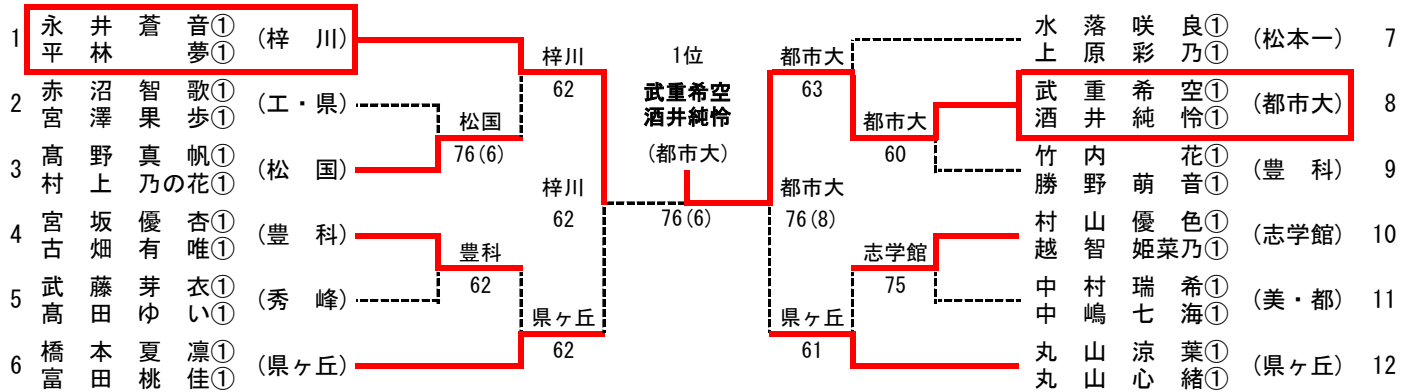 1 永井蒼音① (梓川)
平林夢①
2 赤沼智歌① (工・県)
宮澤果歩①
3 髙野真帆① (松国)
村上乃の花①
4 宮坂優杏① (豊科)
古畑有唯①
5 武藤芽衣① (秀峰)
髙田ゆい①
6 橋本夏凛① (県ヶ丘)
富田桃佳①
松国
76(6)
豊科
62
梓川
62
県ヶ丘
62
梓川
62
1位
武重希空
酒井純怜
(都市大)
76(6)
都市大
76(8)
都市大
63
県ヶ丘
61
都市大
60
志学館
75
水落咲良① (松本一) 7
上原彩乃①
武重希空① (都市大) 8
酒井純怜①
竹内花① (豊科) 9
勝野萌音①
村山優色① (志学館) 10
越智姫菜乃①
中村瑞希① (美・都) 11
中嶋七海①
丸山涼葉① (県ヶ丘) 12
丸山心緒①